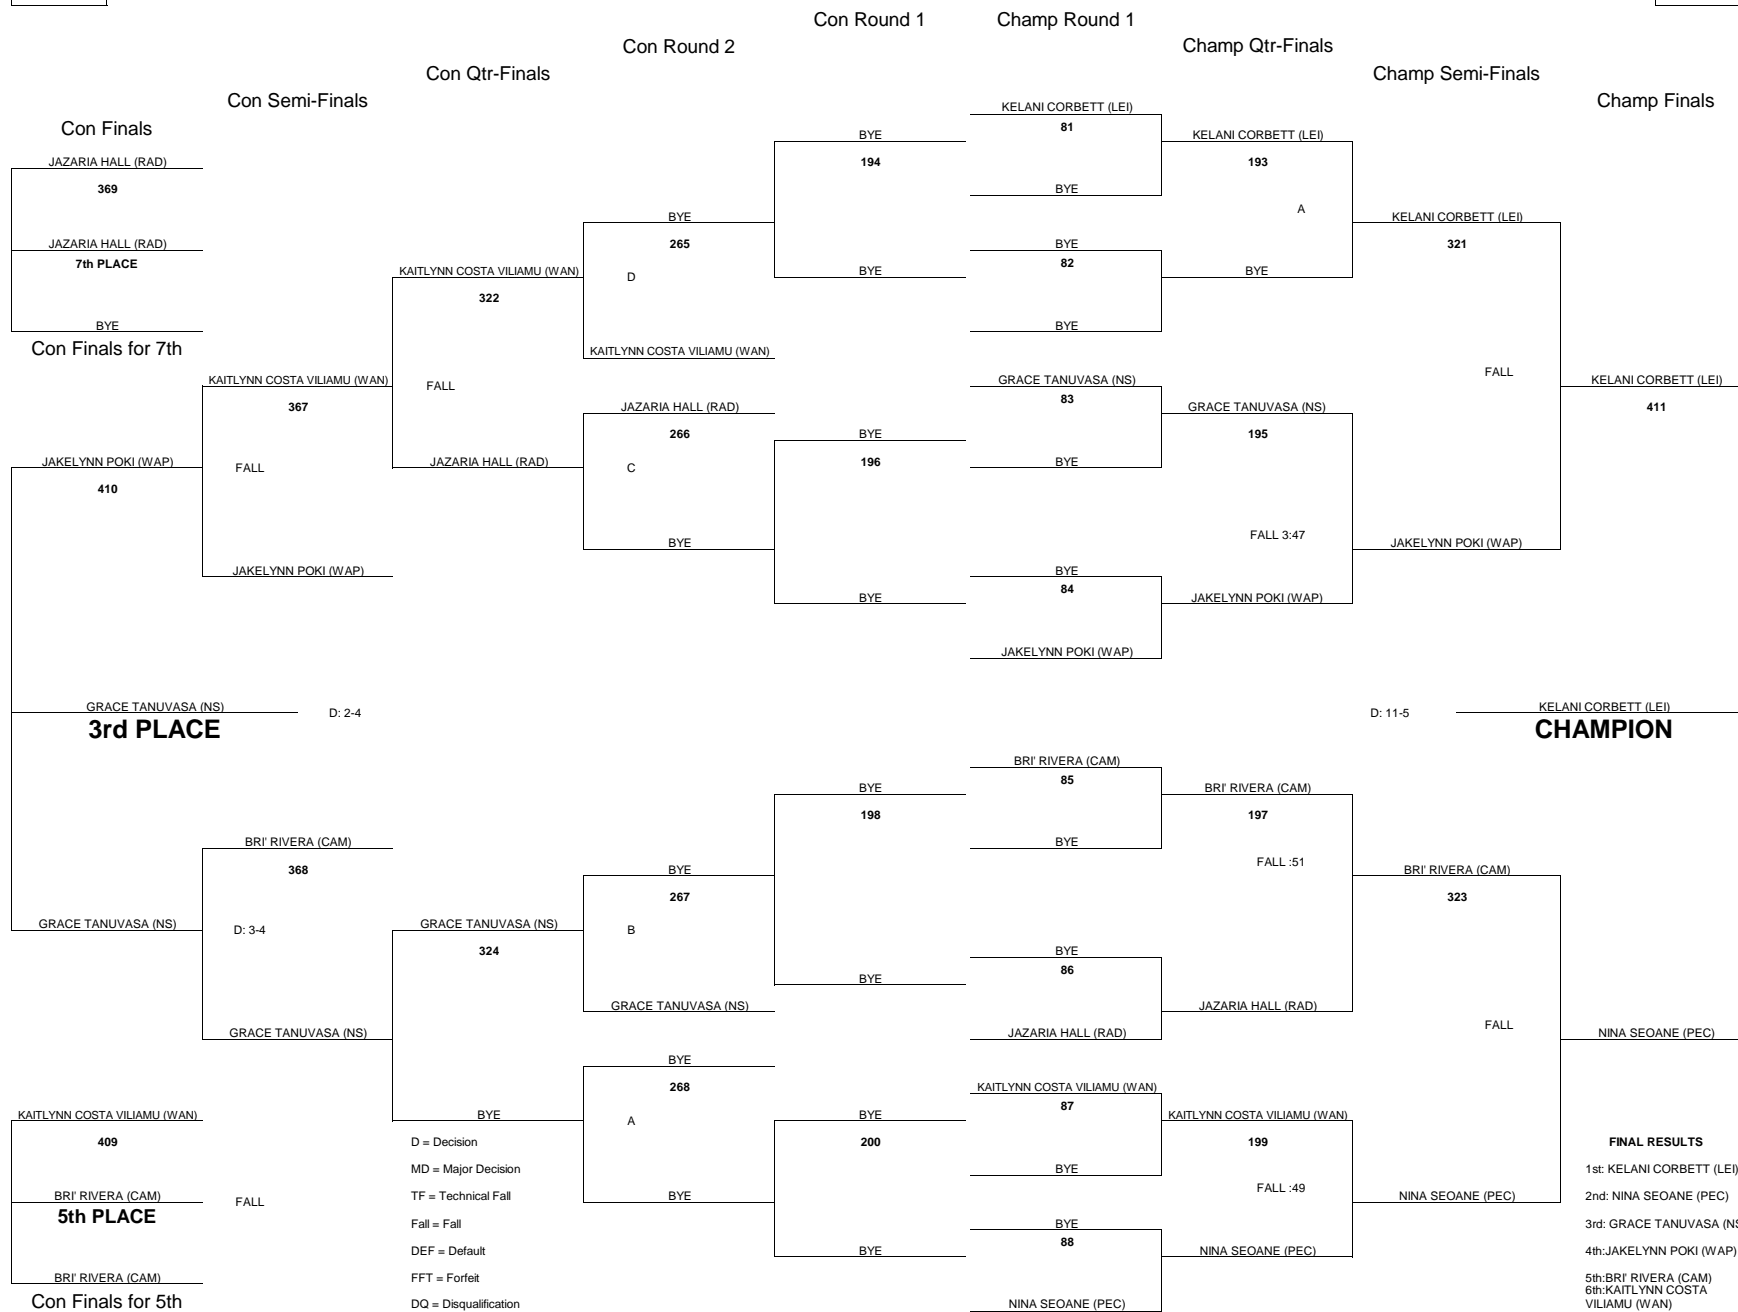 Con Round 1
Champ Round 1
Con Round 2
Champ Qtr-Finals
Con Qtr-Finals
Champ Semi-Finals
Con Semi-Finals
Champ Finals
Con Finals
JAZARIA HALL (RAD)
369
JAZARIA HALL (RAD)
7th PLACE
BYE
Con Finals for 7th
JAKELYNN POKI (WAP)
410
GRACE TANUVASA (NS)
3rd PLACE
D: 2-4
GRACE TANUVASA (NS)
KAITLYNN COSTA VILIAMU (WAN)
409
BRI' RIVERA (CAM)
5th PLACE
FALL
BRI' RIVERA (CAM)
Con Finals for 5th
KAITLYNN COSTA VILIAMU (WAN)
367
FALL
JAKELYNN POKI (WAP)
BRI' RIVERA (CAM)
368
D: 3-4
GRACE TANUVASA (NS)
KAITLYNN COSTA VILIAMU (WAN)
322
FALL
JAZARIA HALL (RAD)
GRACE TANUVASA (NS)
324
BYE
D = Decision
MD = Major Decision
TF = Technical Fall
Fall = Fall
DEF = Default
FFT = Forfeit
DQ = Disqualification
BYE
265
D
KAITLYNN COSTA VILIAMU (WAN)
JAZARIA HALL (RAD)
266
C
BYE
BYE
267
B
GRACE TANUVASA (NS)
BYE
268
A
BYE
BYE
194
BYE
BYE
196
BYE
BYE
198
BYE
BYE
200
BYE
KELANI CORBETT (LEI)
81
BYE
BYE
82
BYE
GRACE TANUVASA (NS)
83
BYE
BYE
84
JAKELYNN POKI (WAP)
BRI' RIVERA (CAM)
85
BYE
BYE
86
JAZARIA HALL (RAD)
KAITLYNN COSTA VILIAMU (WAN)
87
BYE
BYE
88
NINA SEOANE (PEC)
KELANI CORBETT (LEI)
193
A
BYE
GRACE TANUVASA (NS)
195
FALL 3:47
JAKELYNN POKI (WAP)
BRI' RIVERA (CAM)
197
FALL :51
JAZARIA HALL (RAD)
KAITLYNN COSTA VILIAMU (WAN)
199
FALL :49
NINA SEOANE (PEC)
KELANI CORBETT (LEI)
321
FALL
JAKELYNN POKI (WAP)
BRI' RIVERA (CAM)
323
FALL
NINA SEOANE (PEC)
KELANI CORBETT (LEI)
411
D: 11-5
KELANI CORBETT (LEI)
CHAMPION
NINA SEOANE (PEC)
FINAL RESULTS
1st: KELANI CORBETT (LEI)
2nd: NINA SEOANE (PEC)
3rd: GRACE TANUVASA (NS
4th:JAKELYNN POKI (WAP)
5th:BRI' RIVERA (CAM)
6th:KAITLYNN COSTA
VILIAMU (WAN)